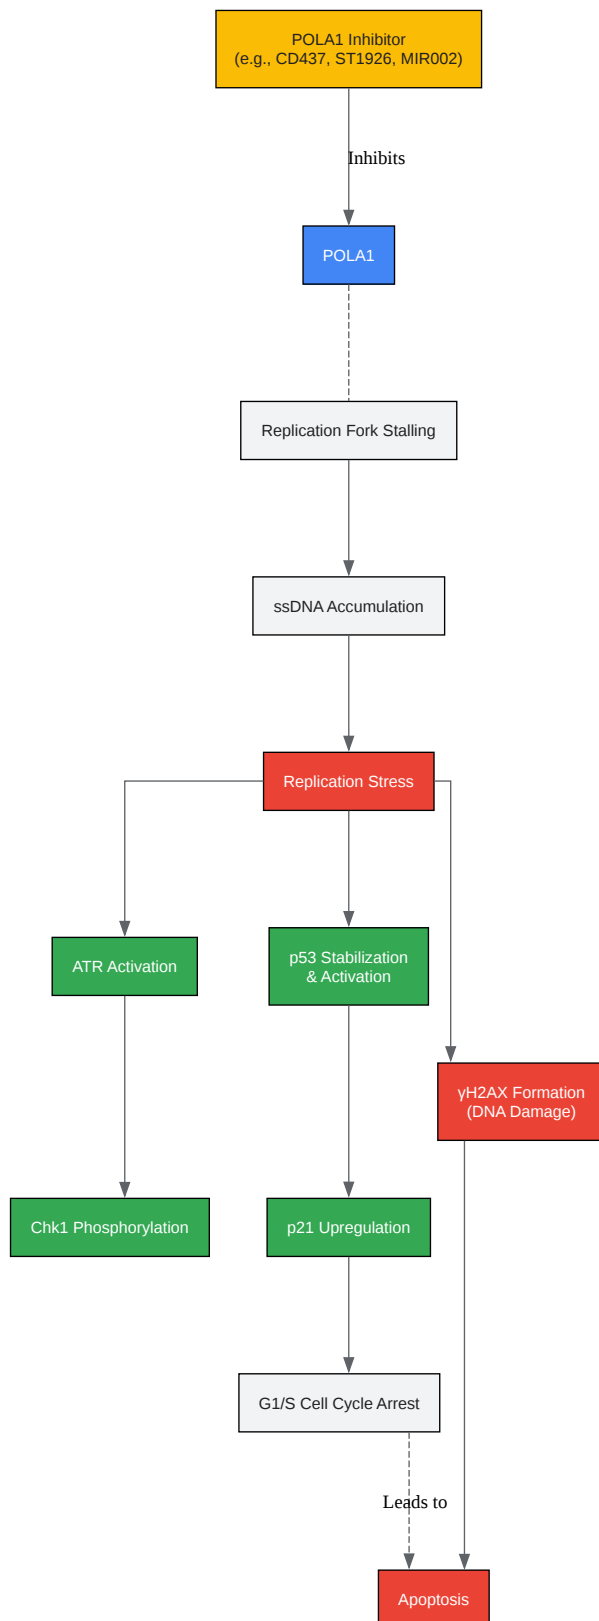 POLA1 Inhibitor
(e.g., CD437, ST1926, MIR002)
Inhibits
POLA1
Replication Fork Stalling
ssDNA Accumulation
Replication Stress
ATR Activation
p53 Stabilization
& Activation
γH2AX Formation
(DNA Damage)
Chk1 Phosphorylation
p21 Upregulation
G1/S Cell Cycle Arrest
Leads to
Apoptosis